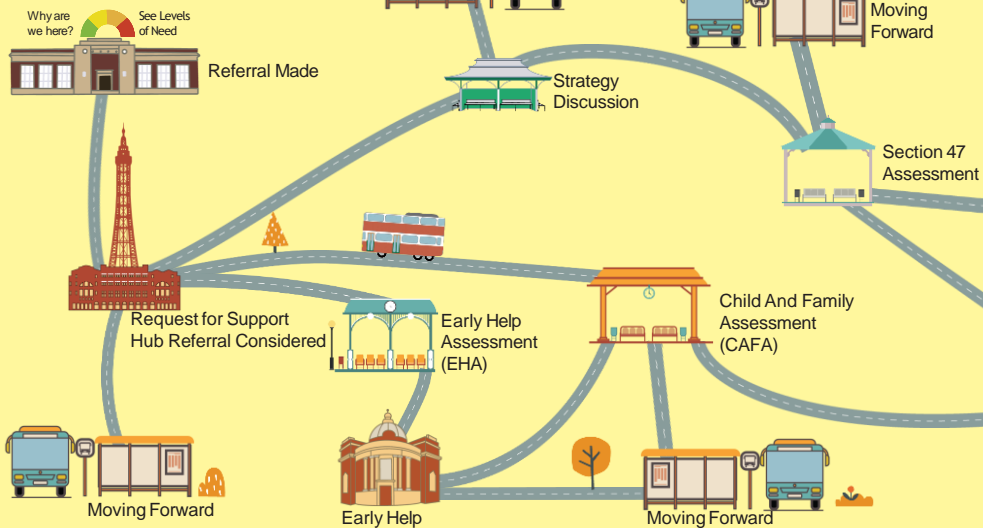 Why are
we here?
See Levels
of Need
Referral Made
Moving
Forward
Strategy
Discussion
Section 47
Assessment
Request for Support
Hub Referral Considered
Early Help
Assessment
(EHA)
Child And Family
Assessment
(CAFA)
Moving Forward
Early Help
Moving Forward